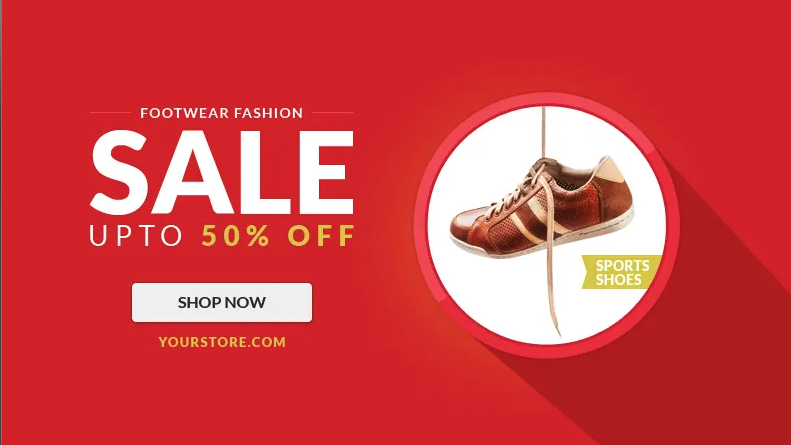 FOOTWEAR FASHION
SALE
UPTO 50% OFF
SHOP NOW
YOURSTORE.COM
SPORTS
SHOES